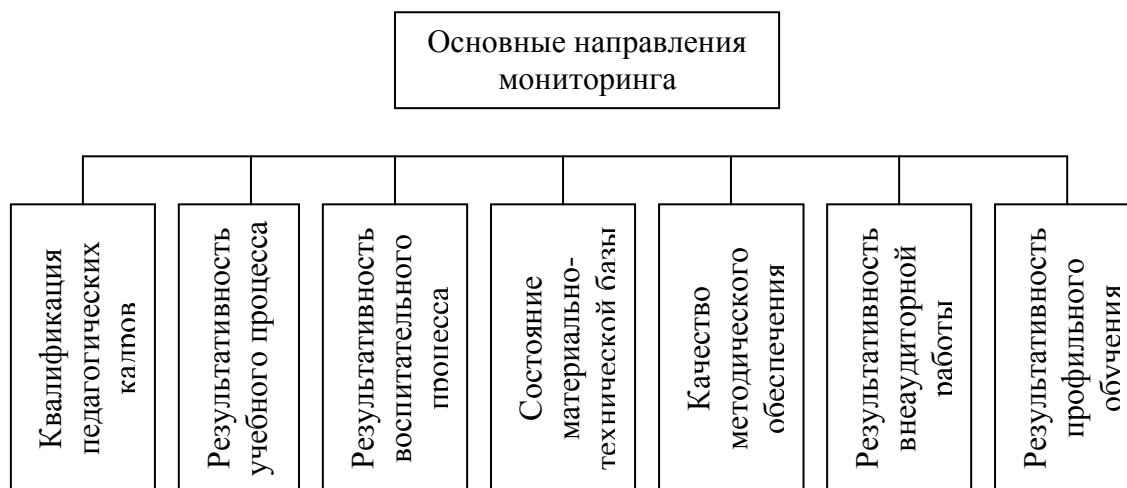 Основные направления
мониторинга
Квалификация
педагогических
кадров
Результативность
учебного процесса
Результативность
воспитательного
процесса
Состояние
материально-
технической базы
Качество
методического
обеспечения
Результативность
внеаудиторной
работы
Результативность
профильного
обучения